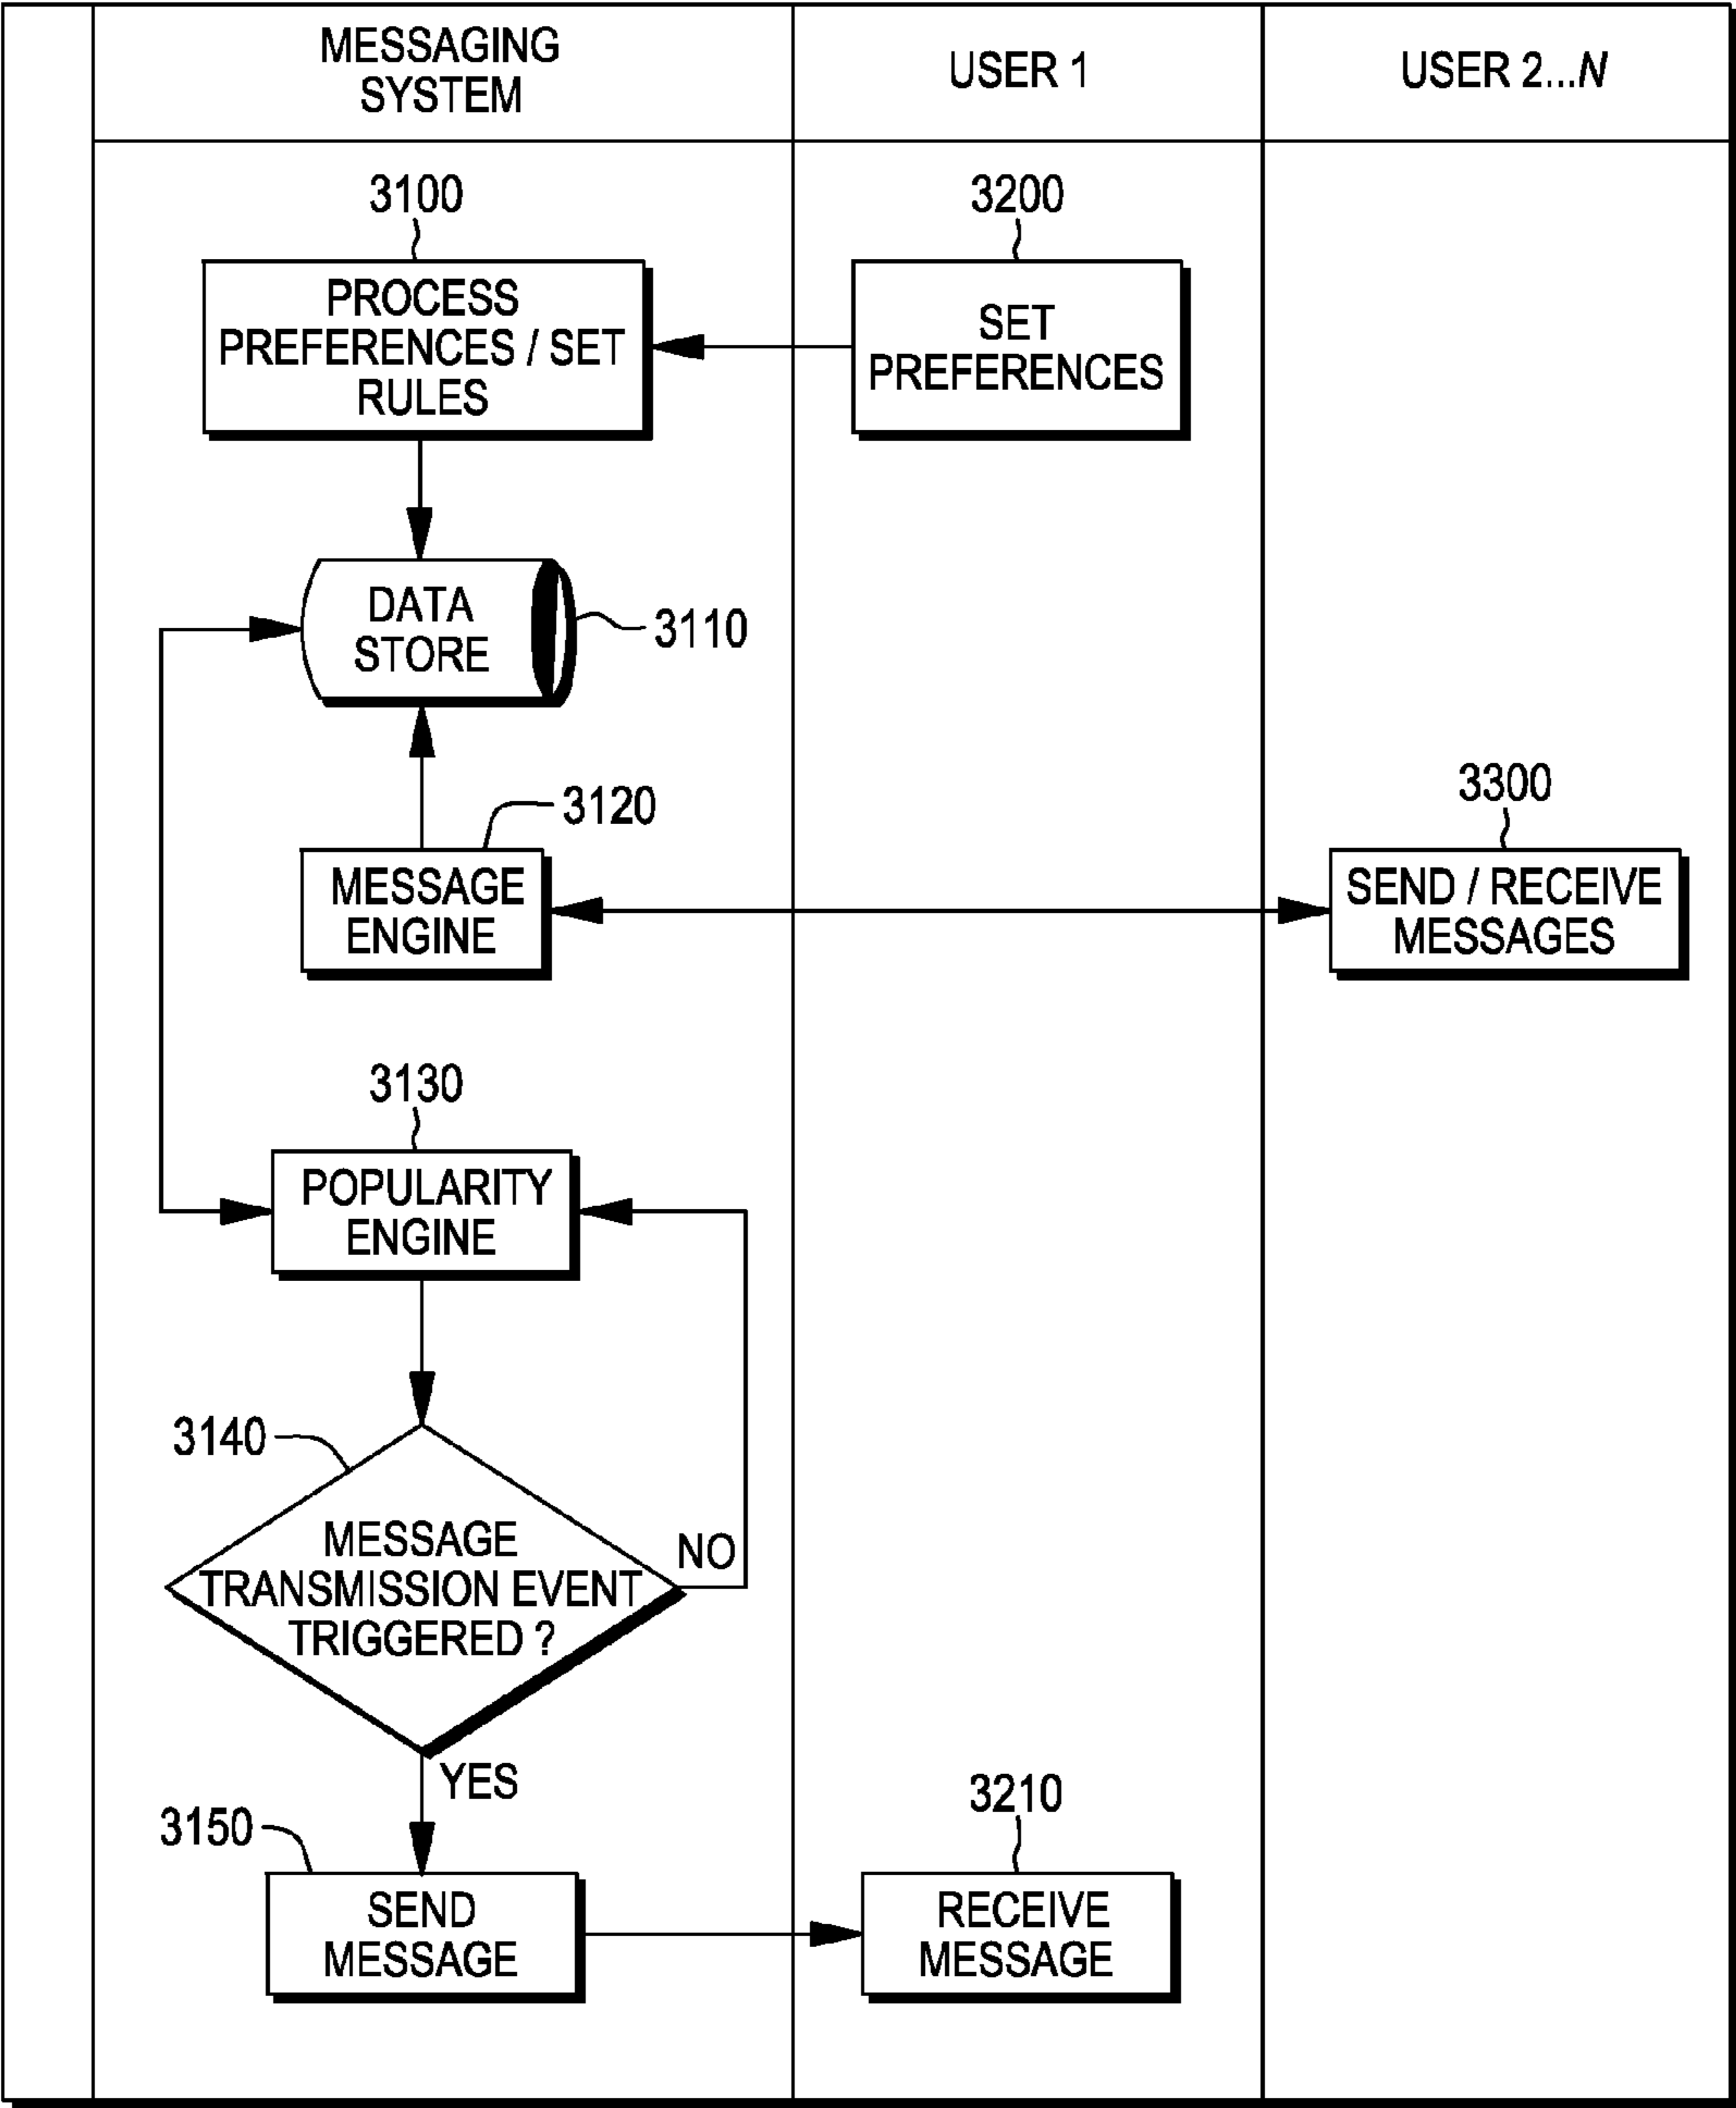 MESSAGING
SYSTEM
USER 1
USER 2...N
3100
3200
PROCESS
PREFERENCES / SET
RULES
SET
PREFERENCES
DATA
STORE
3110
3120
3300
MESSAGE
ENGINE
SEND / RECEIVE
MESSAGES
3130
POPULARITY
ENGINE
3140
MESSAGE
TRANSMISSION EVENT
TRIGGERED ?
NO
YES
3150
3210
SEND
MESSAGE
RECEIVE
MESSAGE